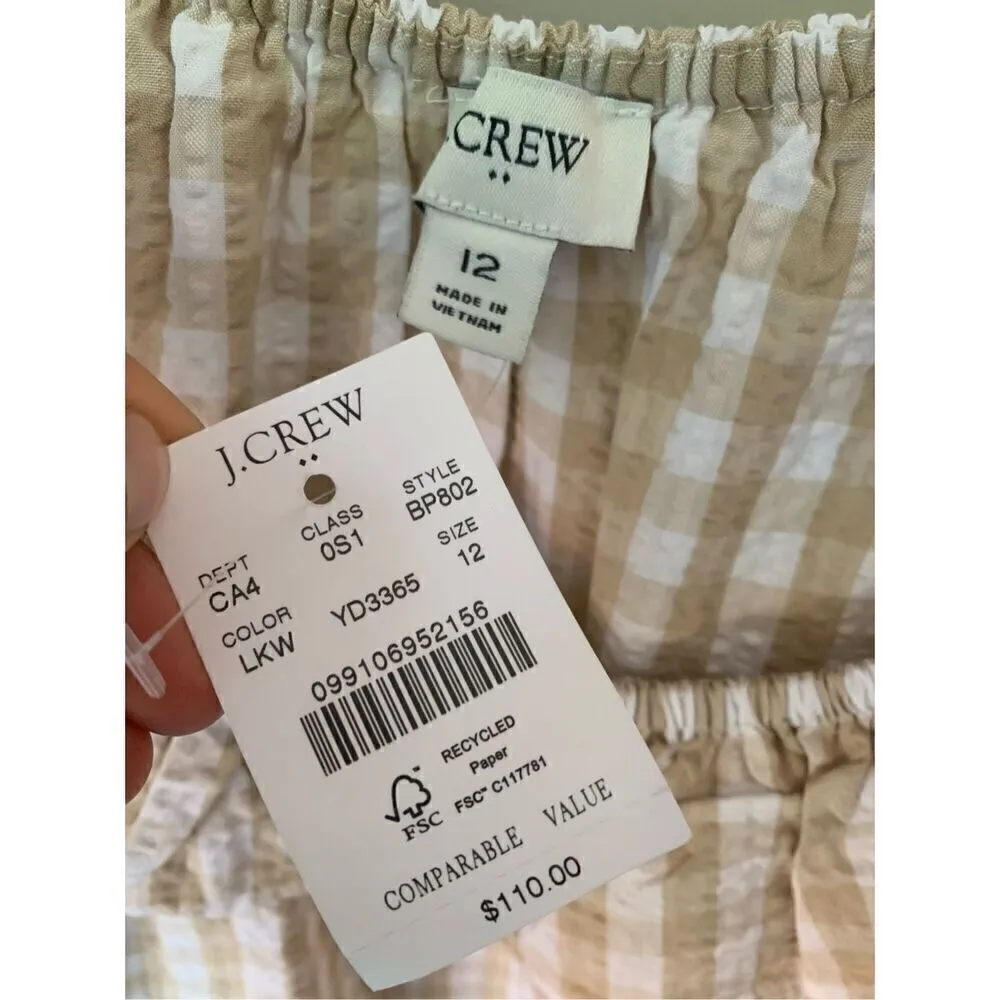 .CREW
12
MADE IN
VIETNAM
J.CREW
DEPT CLASS STYLE
CA4 0S1 BP802
COLOR YD3365 SIZE
LKW 12
099106952156
FSC
RECYCLED
Paper
FSC™ C117781
COMPARABLE VALUE
$110.00